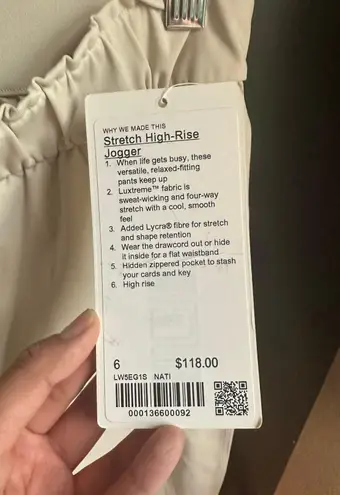 WHY WE MADE THIS
Stretch High-Rise
Jogger
1. When life gets busy, these
versatile, relaxed-fitting
pants keep up
2. Luxtreme™ fabric is
sweat-wicking and four-way
stretch with a cool, smooth
feel
3. Added Lycra® fibre for stretch
and shape retention
4. Wear the drawcord out or hide
it inside for a flat waistband
5. Hidden zippered pocket to stash
your cards and key
6. High rise
6 $118.00
LW5EG1S NATI
000136600092